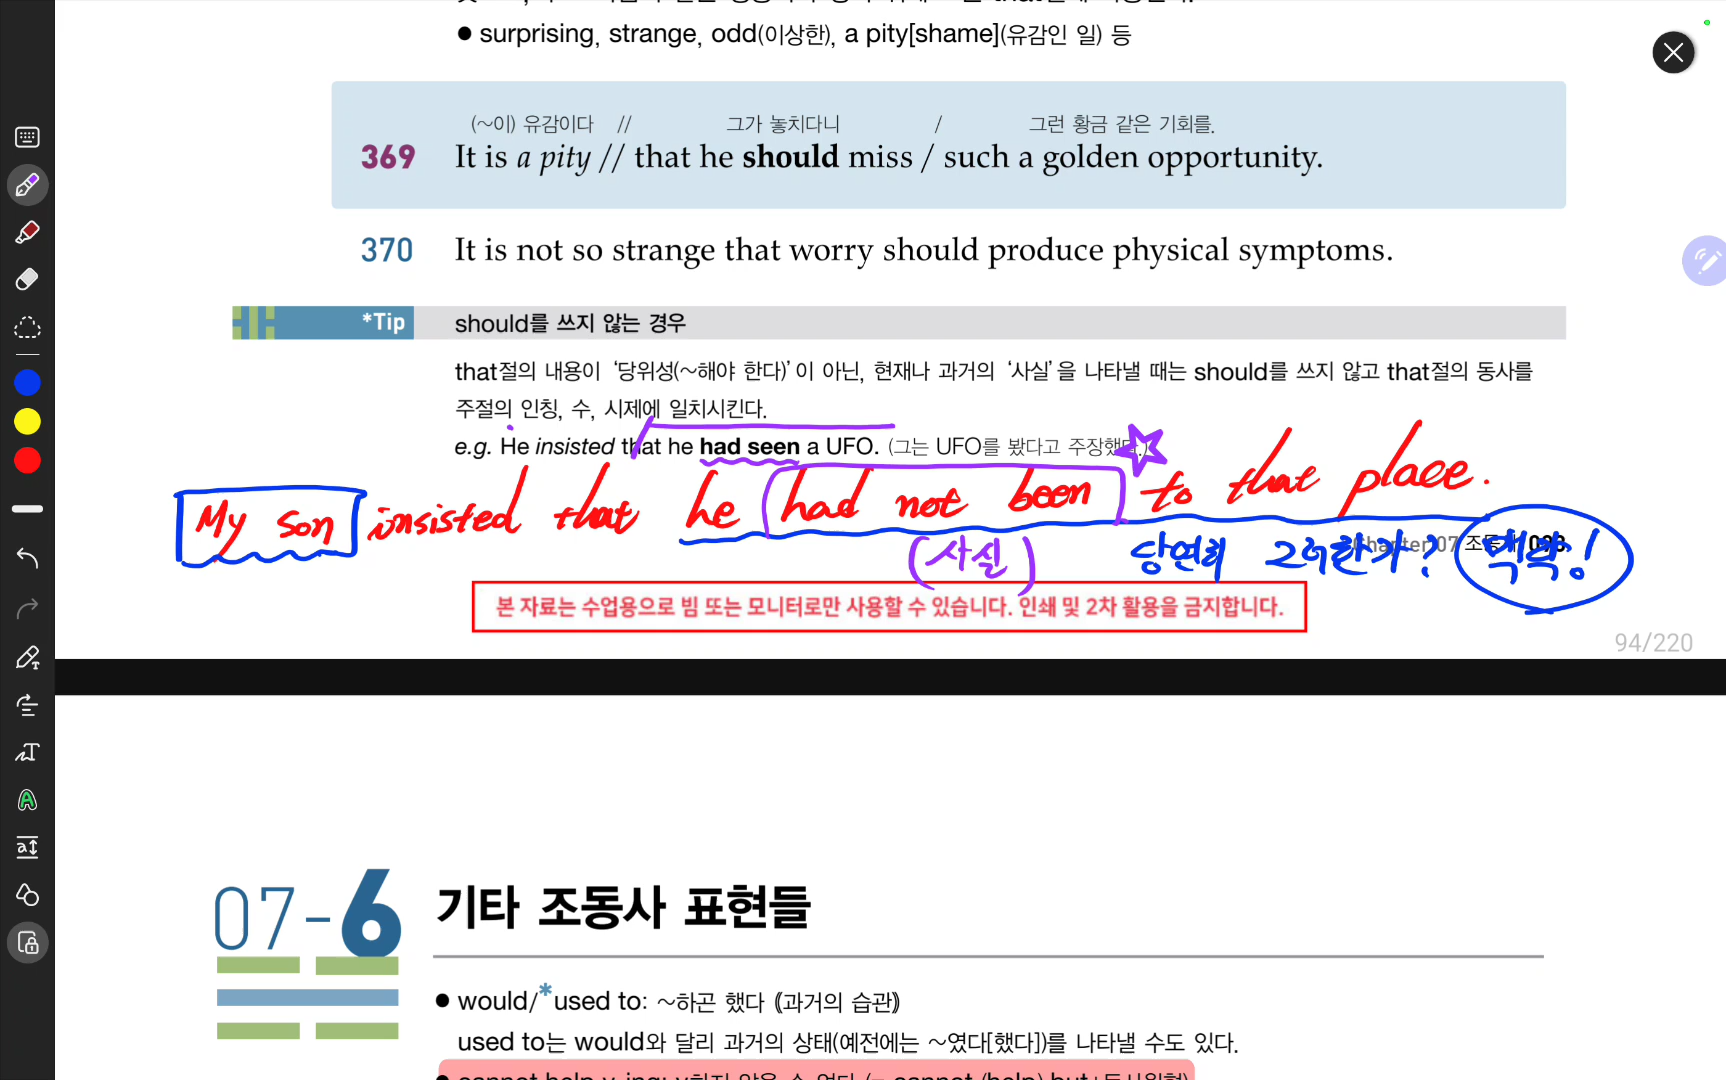 ● surprising, strange, odd(이상한), a pity[shame](유감인 일) 등
(~이) 유감이다 // 그가 놓치다니 / 그런 황금 같은 기회를.
369 It is a pity // that he should miss / such a golden opportunity.
370 It is not so strange that worry should produce physical symptoms.
*Tip should를 쓰지 않는 경우
that절의 내용이 ‘당위성(~해야 한다)’이 아닌, 현재나 과거의 ‘사실’을 나타낼 때는 should를 쓰지 않고 that절의 동사를
주절의 인칭, 수, 시제에 일치시킨다.
e.g. He insisted that he had seen a UFO. (그는 UFO를 봤다고 주장했다.)
My son insisted that he had not been to that place.
(사실) 당연히 그러한가? 맥락!
Chapter 07 조동사 093
본 자료는 수업용으로 빔 또는 모니터로만 사용할 수 있습니다. 인쇄 및 2차 활용을 금지합니다.
94/220
07-6 기타 조동사 표현들
● would/*used to: ~하곤 했다 《과거의 습관》
used to는 would와 달리 과거의 상태(예전에는 ~였다[했다])를 나타낼 수도 있다.